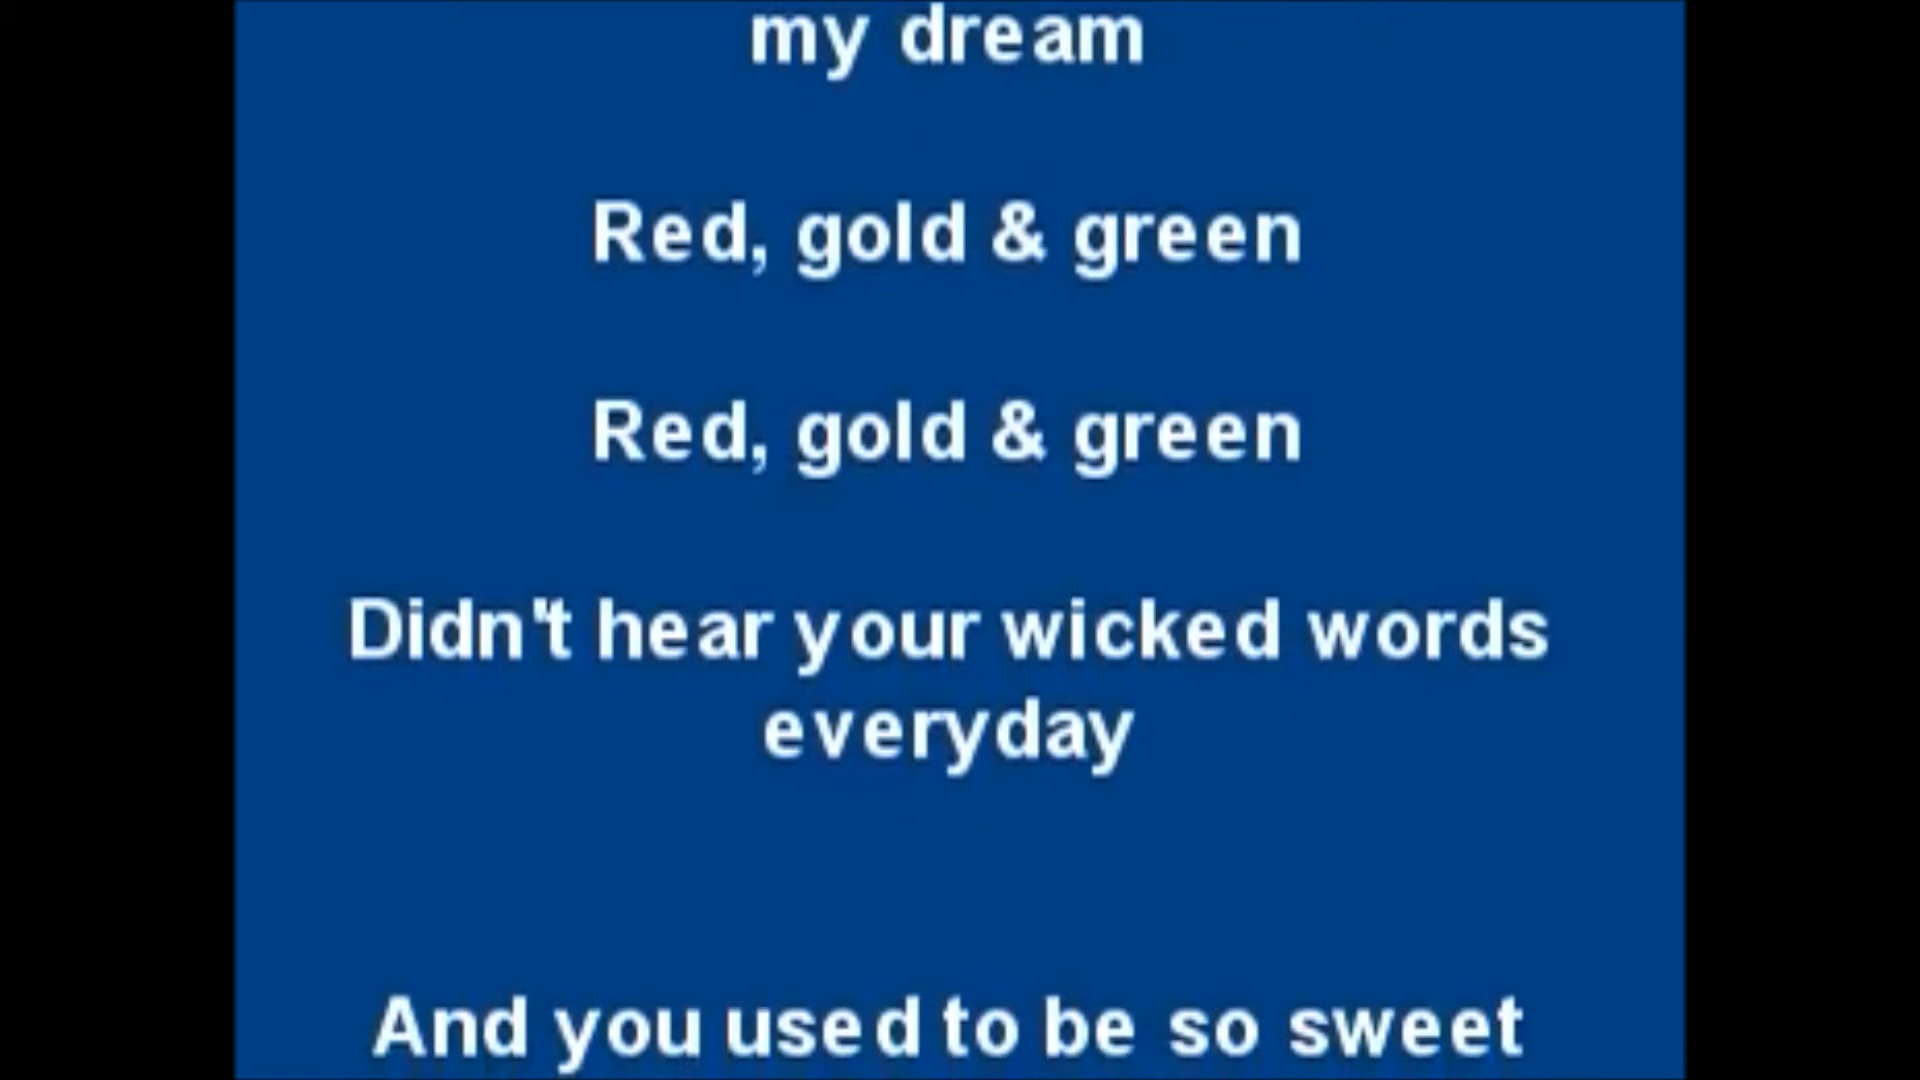 my dream
Red, gold & green
Red, gold & green
Didn't hear your wicked words
everyday
And you used to be so sweet